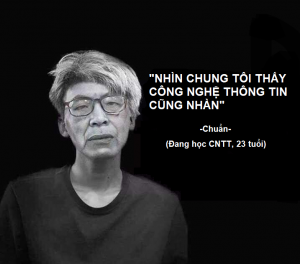 "NHÌN CHUNG TÔI THẤY
CÔNG NGHỆ THÔNG TIN
CŨNG NHÀN"
-Chuẩn-
(Đang học CNTT, 23 tuổi)